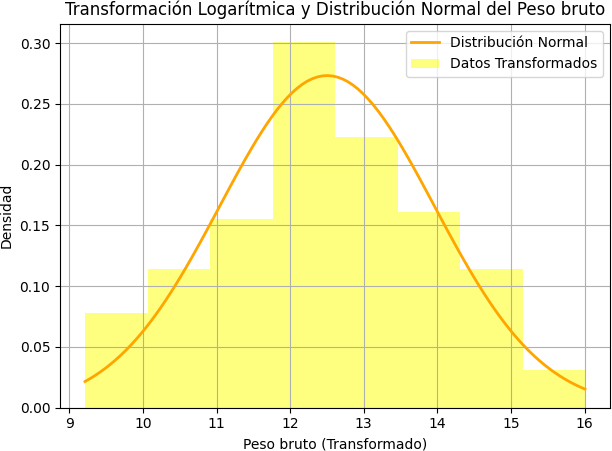 Transformación Logarítmica y Distribución Normal del Peso bruto
Distribución Normal
Datos Transformados
0.30
0.25
0.20
0.15
0.10
0.05
0.00
Densidad
9 10 11 12 13 14 15 16
Peso bruto (Transformado)